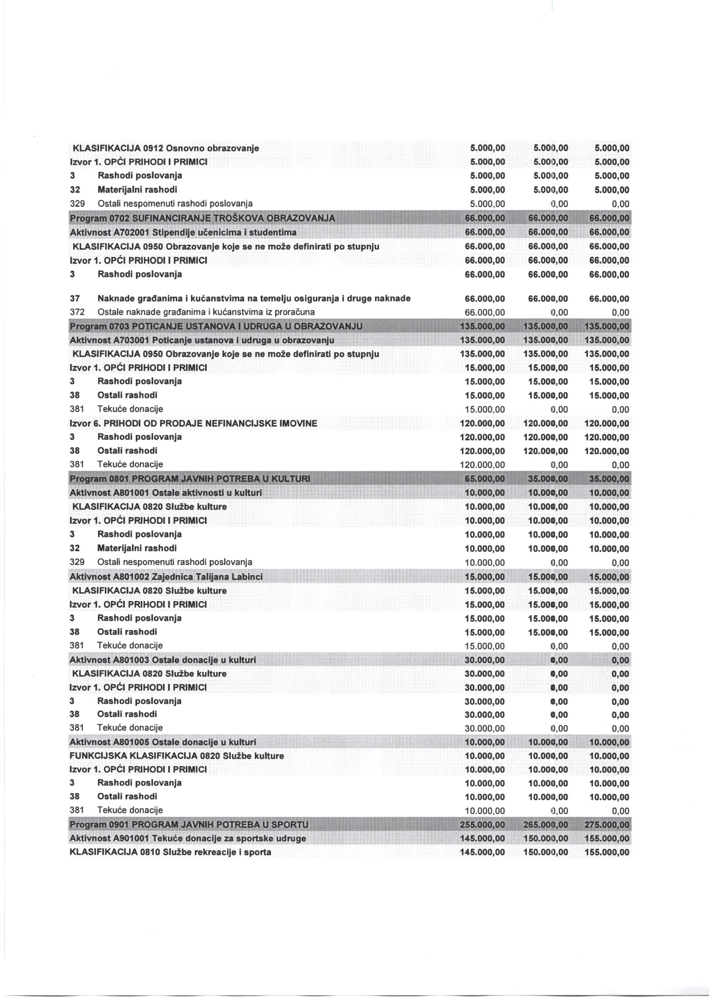 KLASIFIKACIJA 0912 Osnovno obrazovanje 5.000,00 5.000,00 5.000,00
Izvor 1. OPĆI PRIHODI I PRIMICI 5.000,00 5.000,00 5.000,00
3 Rashodi poslovanja 5.000,00 5.000,00 5.000,00
32 Materijalni rashodi 5.000,00 5.000,00 5.000,00
329 Ostali nespomenuti rashodi poslovanja 5.000,00 0,00 0,00
Program 0702 SUFINANCIRANJE TROŠKOVA OBRAZOVANJA 66.000,00 66.000,00 66.000,00
Aktivnost A702001 Stipendije učenicima i studentima 66.000,00 66.000,00 66.000,00
KLASIFIKACIJA 0950 Obrazovanje koje se ne može definirati po stupnju 66.000,00 66.000,00 66.000,00
Izvor 1. OPĆI PRIHODI I PRIMICI 66.000,00 66.000,00 66.000,00
3 Rashodi poslovanja 66.000,00 66.000,00 66.000,00
37 Naknade građanima i kućanstvima na temelju osiguranja i druge naknade 66.000,00 66.000,00 66.000,00
372 Ostale naknade građanima i kućanstvima iz proračuna 66.000,00 0,00 0,00
Program 0703 POTICANJE USTANOVA I UDRUGA U OBRAZOVANJU 135.000,00 135.000,00 135.000,00
Aktivnost A703001 Poticanje ustanova i udruga u obrazovanju 135.000,00 135.000,00 135.000,00
KLASIFIKACIJA 0950 Obrazovanje koje se ne može definirati po stupnju 135.000,00 135.000,00 135.000,00
Izvor 1. OPĆI PRIHODI I PRIMICI 15.000,00 15.000,00 15.000,00
3 Rashodi poslovanja 15.000,00 15.000,00 15.000,00
38 Ostali rashodi 15.000,00 15.000,00 15.000,00
381 Tekuće donacije 15.000,00 0,00 0,00
Izvor 6. PRIHODI OD PRODAJE NEFINANCIJSKE IMOVINE 120.000,00 120.000,00 120.000,00
3 Rashodi poslovanja 120.000,00 120.000,00 120.000,00
38 Ostali rashodi 120.000,00 120.000,00 120.000,00
381 Tekuće donacije 120.000,00 0,00 0,00
Program 0801 PROGRAM JAVNIH POTREBA U KULTURI 65.000,00 35.000,00 35.000,00
Aktivnost A801001 Ostale aktivnosti u kulturi 10.000,00 10.000,00 10.000,00
KLASIFIKACIJA 0820 Službe kulture 10.000,00 10.000,00 10.000,00
Izvor 1. OPĆI PRIHODI I PRIMICI 10.000,00 10.000,00 10.000,00
3 Rashodi poslovanja 10.000,00 10.000,00 10.000,00
32 Materijalni rashodi 10.000,00 10.000,00 10.000,00
329 Ostali nespomenuti rashodi poslovanja 10.000,00 0,00 0,00
Aktivnost A801002 Zajednica Talijana Labinci 15.000,00 15.000,00 15.000,00
KLASIFIKACIJA 0820 Službe kulture 15.000,00 15.000,00 15.000,00
Izvor 1. OPĆI PRIHODI I PRIMICI 15.000,00 15.000,00 15.000,00
3 Rashodi poslovanja 15.000,00 15.000,00 15.000,00
38 Ostali rashodi 15.000,00 15.000,00 15.000,00
381 Tekuće donacije 15.000,00 0,00 0,00
Aktivnost A801003 Ostale donacije u kulturi 30.000,00 0,00 0,00
KLASIFIKACIJA 0820 Službe kulture 30.000,00 0,00 0,00
Izvor 1. OPĆI PRIHODI I PRIMICI 30.000,00 0,00 0,00
3 Rashodi poslovanja 30.000,00 0,00 0,00
38 Ostali rashodi 30.000,00 0,00 0,00
381 Tekuće donacije 30.000,00 0,00 0,00
Aktivnost A801005 Ostale donacije u kulturi 10.000,00 10.000,00 10.000,00
FUNKCIJSKA KLASIFIKACIJA 0820 Službe kulture 10.000,00 10.000,00 10.000,00
Izvor 1. OPĆI PRIHODI I PRIMICI 10.000,00 10.000,00 10.000,00
3 Rashodi poslovanja 10.000,00 10.000,00 10.000,00
38 Ostali rashodi 10.000,00 10.000,00 10.000,00
381 Tekuće donacije 10.000,00 0,00 0,00
Program 0901 PROGRAM JAVNIH POTREBA U SPORTU 255.000,00 265.000,00 275.000,00
Aktivnost A901001 Tekuće donacije za sportske udruge 145.000,00 150.000,00 155.000,00
KLASIFIKACIJA 0810 Službe rekreacije i sporta 145.000,00 150.000,00 155.000,00